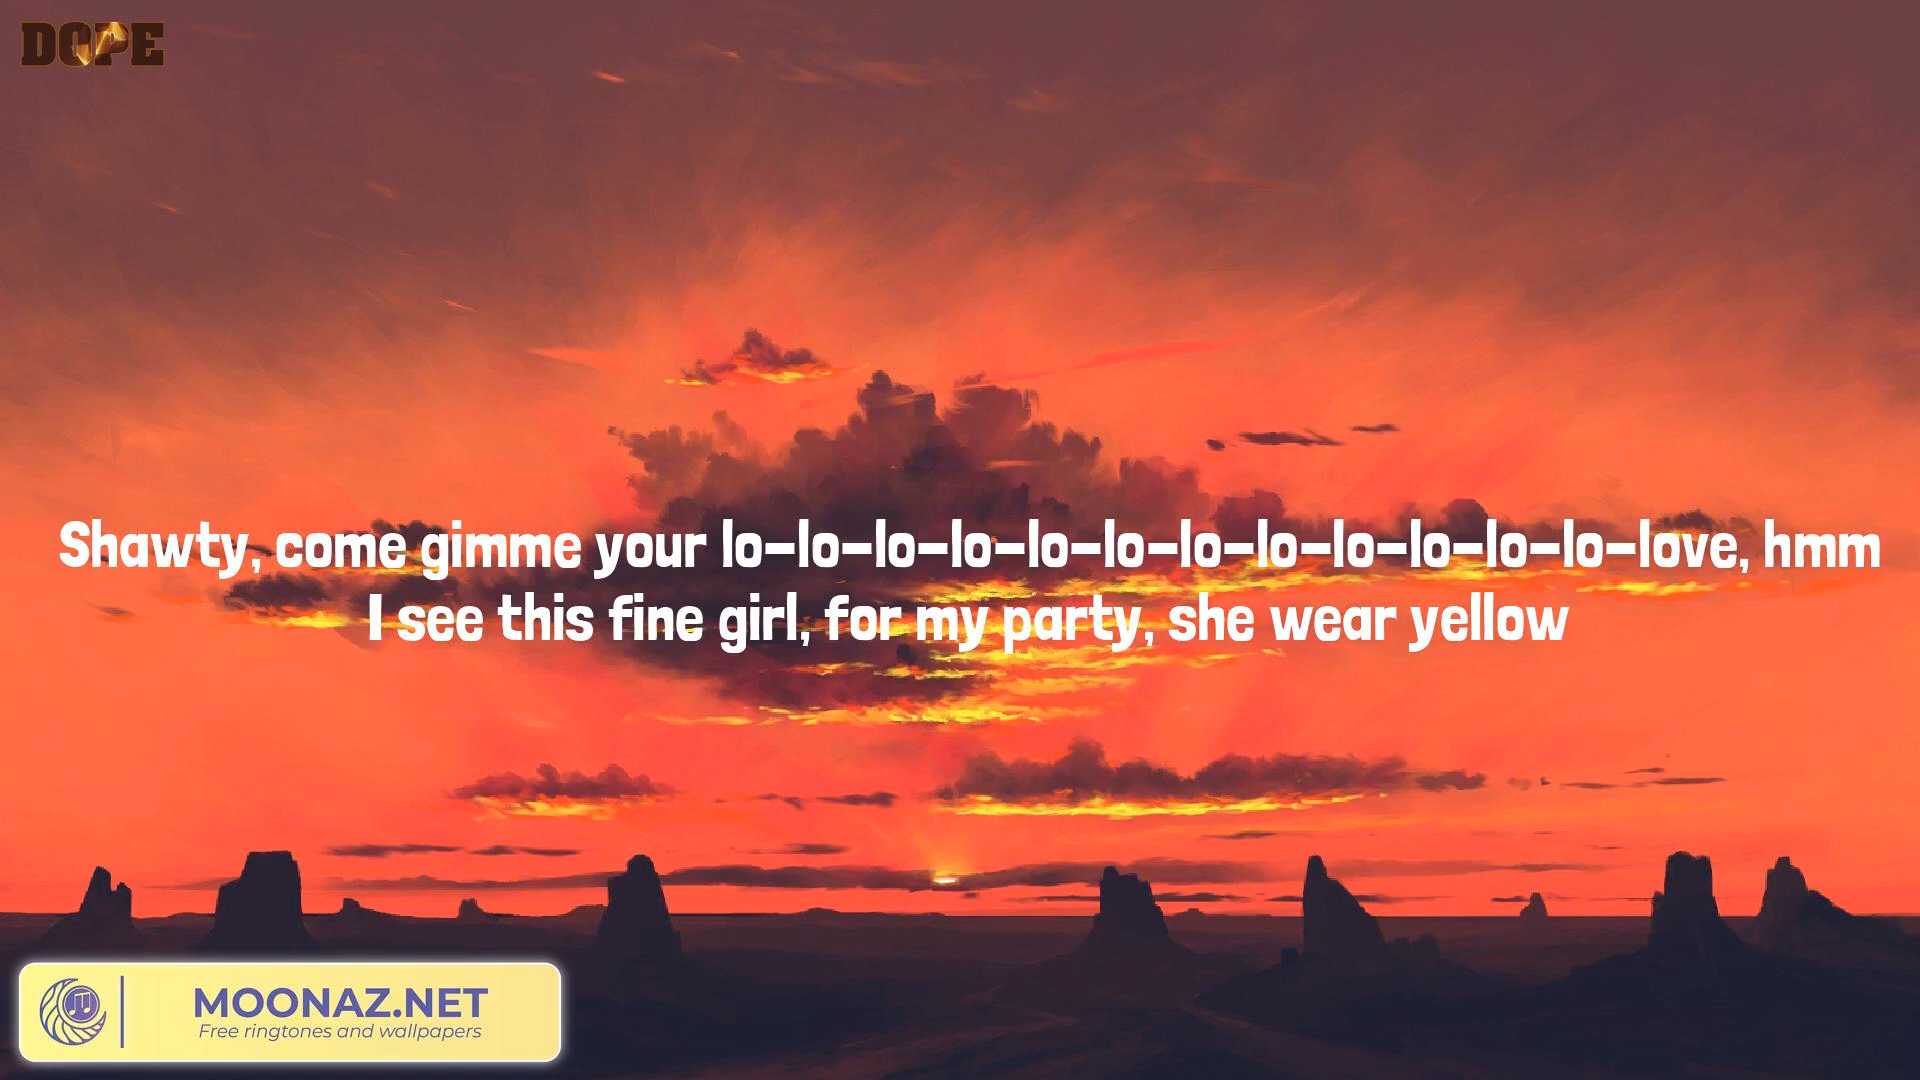 DOPE
Shawty, come gimme your lo-lo-lo-lo-lo-lo-lo-lo-lo-lo-lo-lo-love, hmm
I see this fine girl, for my party, she wear yellow
MOONAZ.NET
Free ringtones and wallpapers